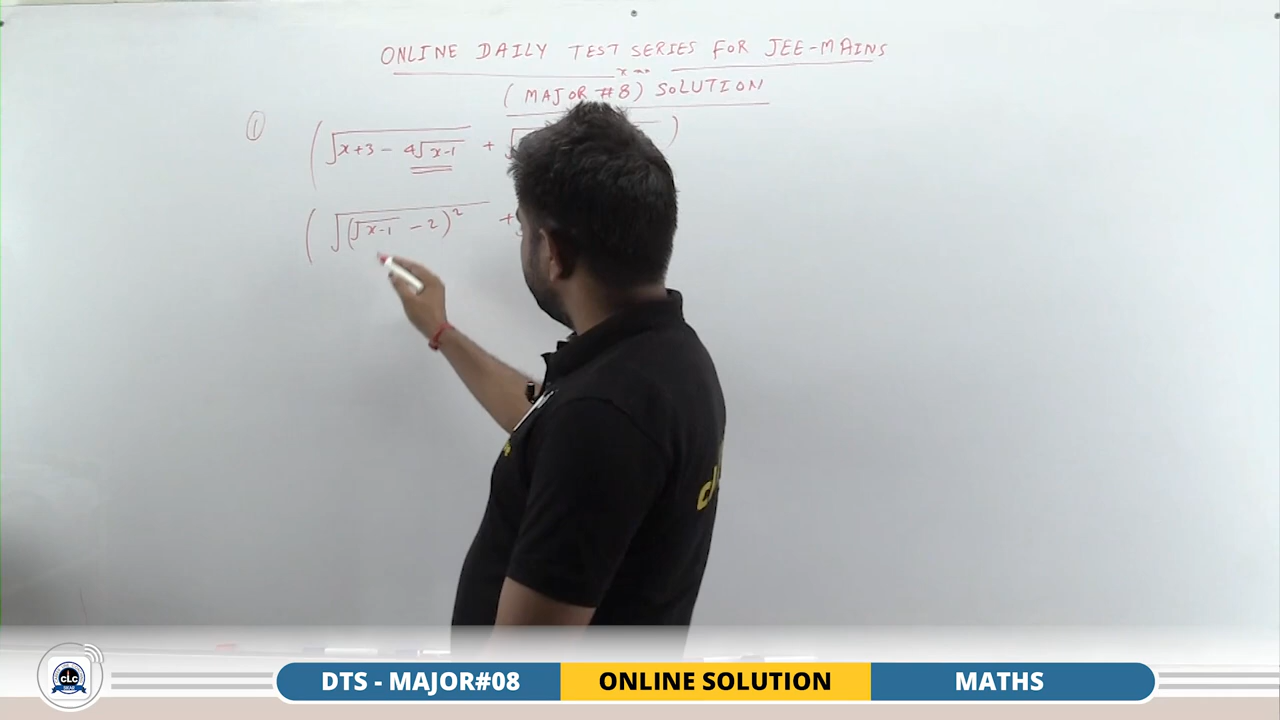 ONLINE DAILY TEST SERIES FOR JEE-MAINS
(MAJOR #8) SOLUTION
① (√x+3 - 4√x-1 + √ )
( √(√x-1 - 2)² +
cLc
DTS - MAJOR#08 ONLINE SOLUTION MATHS